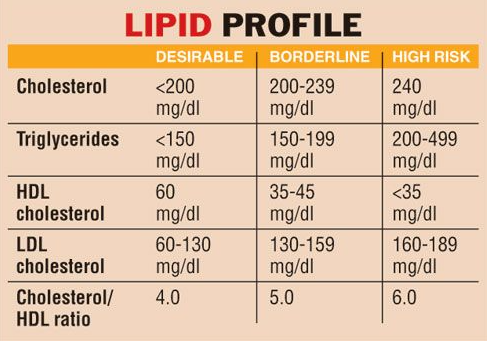 LIPID PROFILE
DESIRABLE BORDERLINE HIGH RISK
Cholesterol <200 200-239 240
mg/dl mg/dl mg/dl
Triglycerides <150 150-199 200-499
mg/dl mg/dl mg/dl
HDL 60 35-45 <35
cholesterol mg/dl mg/dl mg/dl
LDL 60-130 130-159 160-189
cholesterol mg/dl mg/dl mg/dl
Cholesterol/ 4.0 5.0 6.0
HDL ratio